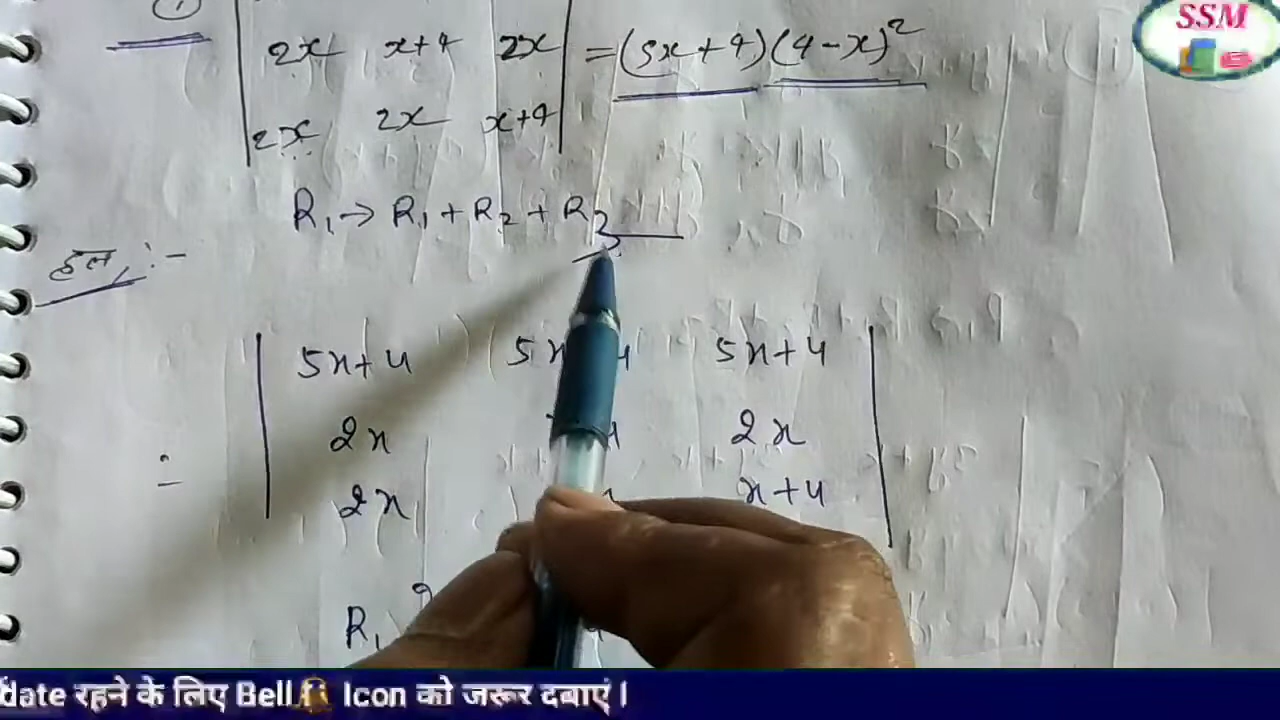 SSM
2x x+4 2x = (5x+4)(4-x)²
2x 2x x+4
R₁ → R₁ + R₂ + R₃
हल, :-
5x+4 5x 4 5x+4
2x 2x
2x x+4
R₁
date रहने के लिए Bell Icon को जरूर दबाएं ।